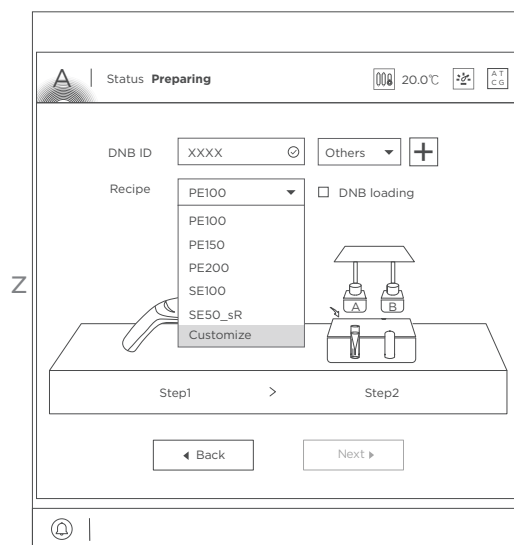 A Status Preparing 20.0℃ A T
C G
DNB ID XXXX Others
Recipe PE100 DNB loading
PE100
PE150
PE200
SE100
SE50_sR
Customize
Z
A B
Step1 > Step2
Back Next